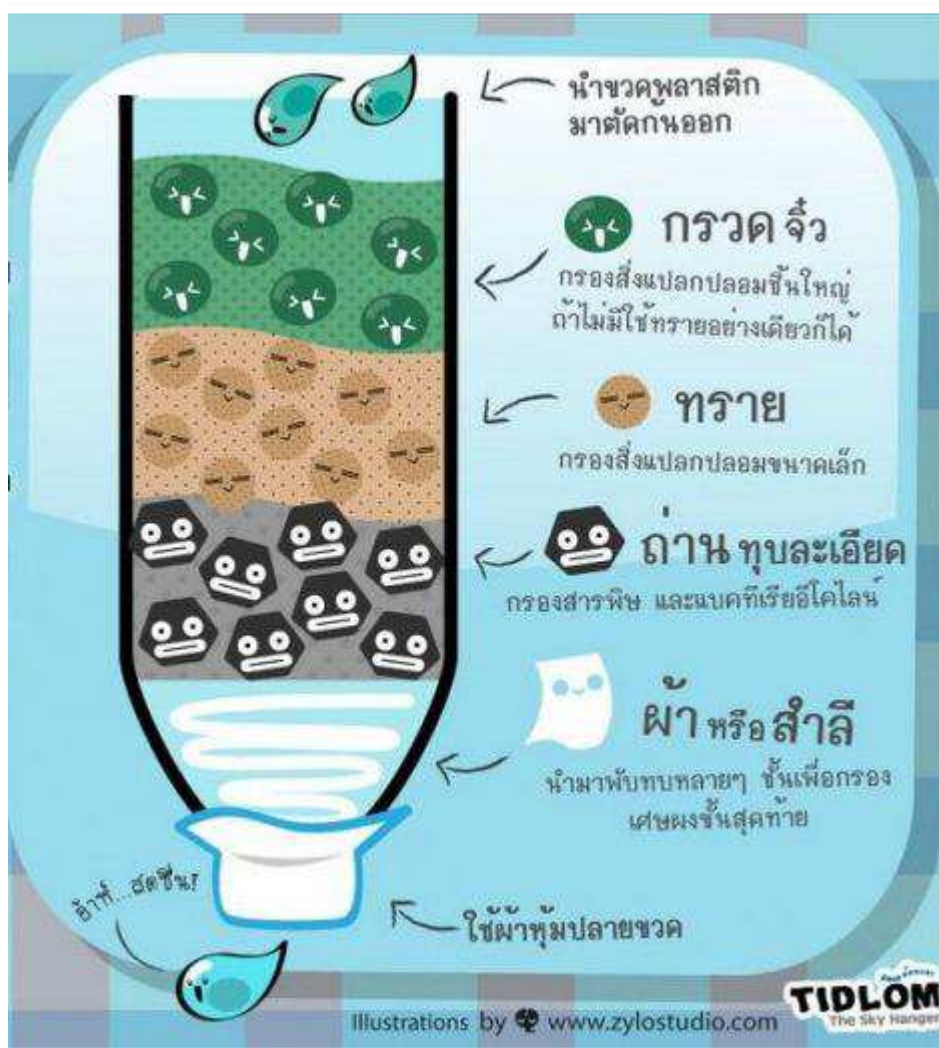 นำขวดพลาสติก
มาตัดก้นออก
กรวด จิ๋ว
กรองสิ่งแปลกปลอมชิ้นใหญ่
ถ้าไม่มีใช้ทรายอย่างเดียวก็ได้
ทราย
กรองสิ่งแปลกปลอมขนาดเล็ก
ถ่าน ทุบละเอียด
กรองสารพิษ และแบคทีเรียอีโคไลน์
ผ้า หรือ สำลี
นำมาพับทบหลายๆ ชั้นเพื่อกรอง
เศษผงขั้นสุดท้าย
อ้าห์...สดชื่น!
ใช้ผ้าหุ้มปลายขวด
TIDLOM
The Sky Hanger
Illustrations by www.zylostudio.com